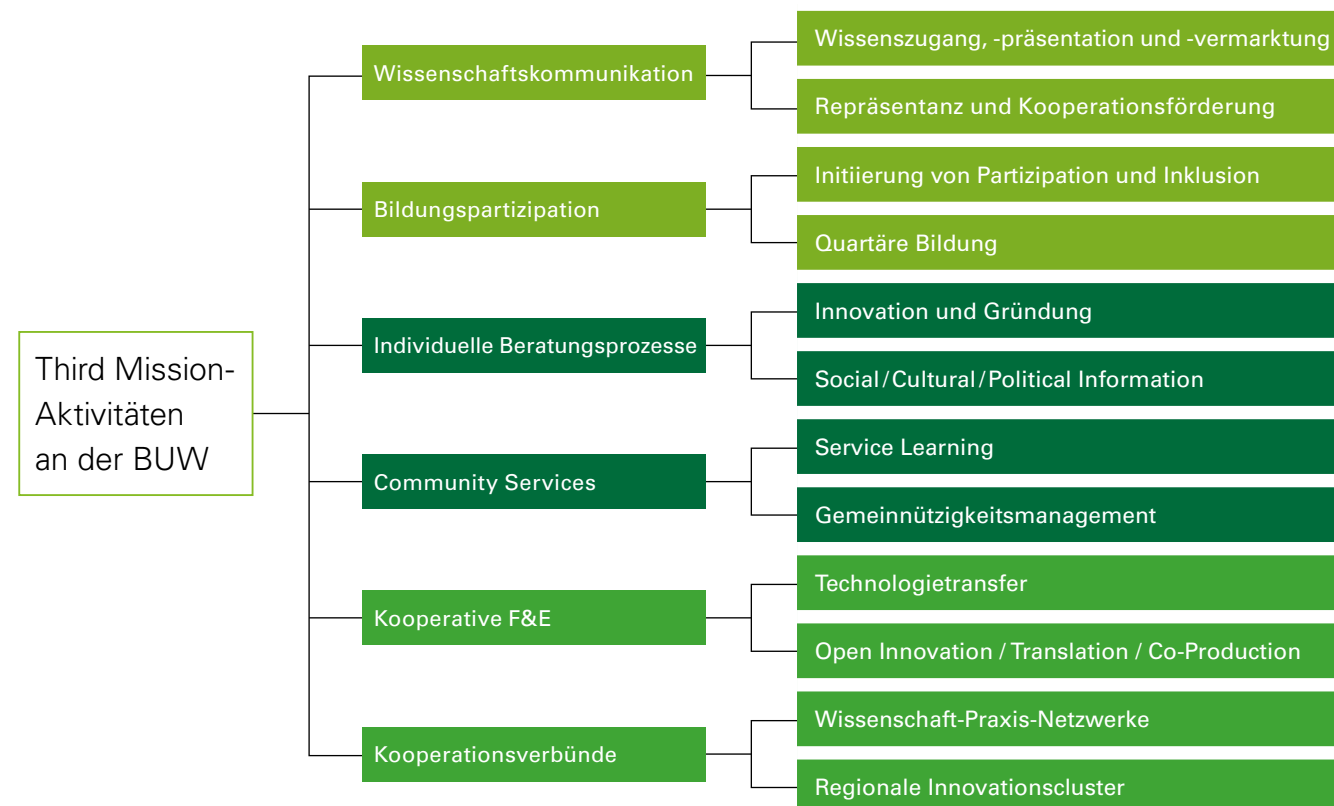 Third Mission-
Aktivitäten
an der BUW
Wissenschaftskommunikation
Wissenszugang, -präsentation und -vermarktung
Repräsentanz und Kooperationsförderung
Bildungspartizipation
Initiierung von Partizipation und Inklusion
Quartäre Bildung
Individuelle Beratungsprozesse
Innovation und Gründung
Social/Cultural/Political Information
Community Services
Service Learning
Gemeinnützigkeitsmanagement
Kooperative F&E
Technologietransfer
Open Innovation / Translation / Co-Production
Kooperationsverbünde
Wissenschaft-Praxis-Netzwerke
Regionale Innovationscluster